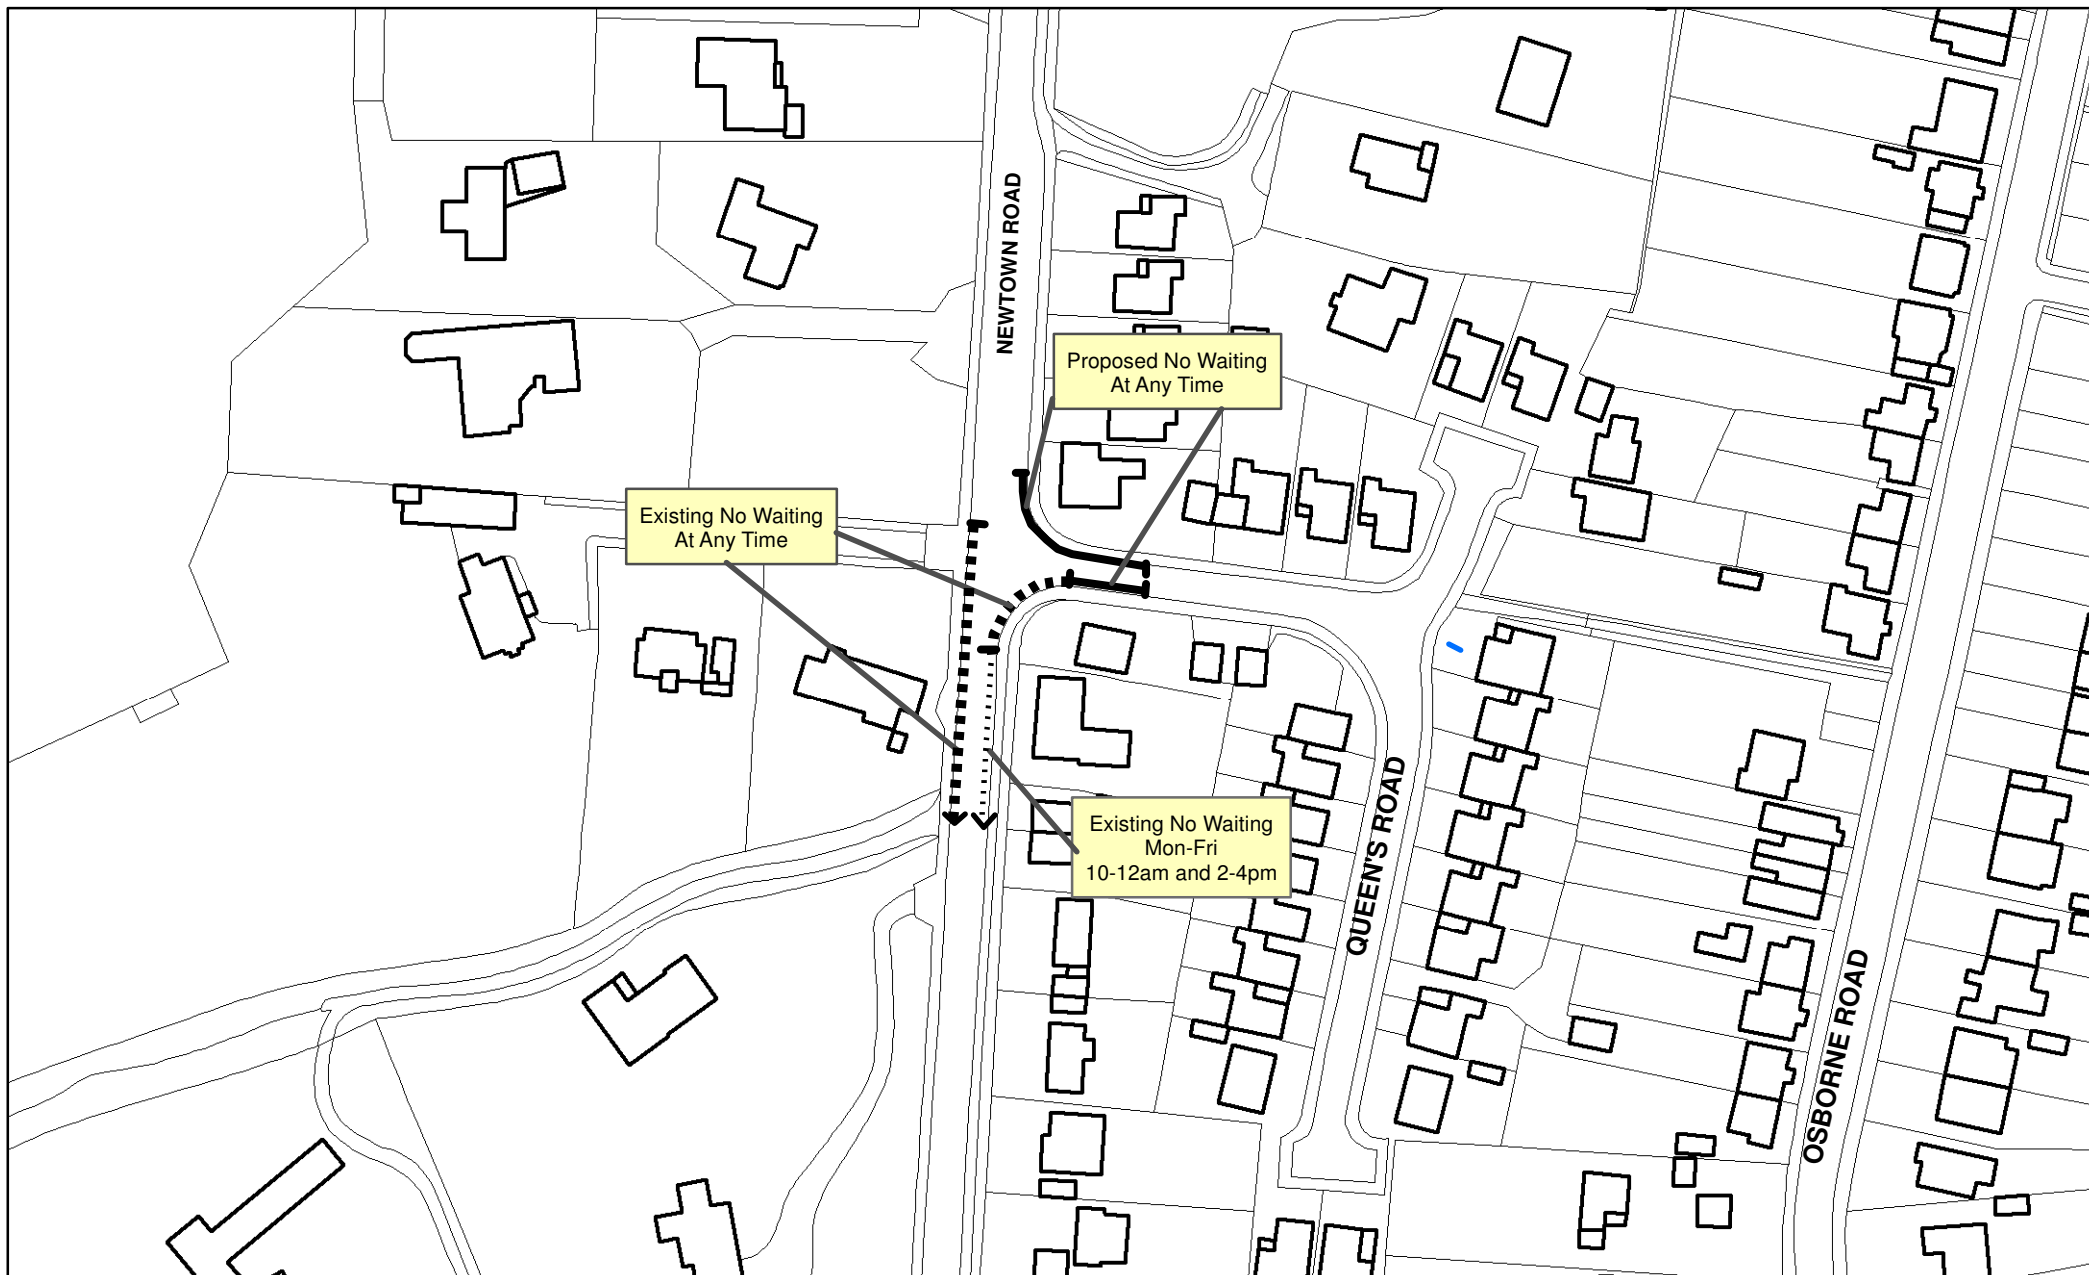 NEWTOWN ROAD
Proposed No Waiting
At Any Time
Existing No Waiting
At Any Time
Existing No Waiting
Mon-Fri
10-12am and 2-4pm
QUEEN'S ROAD
OSBORNE ROAD